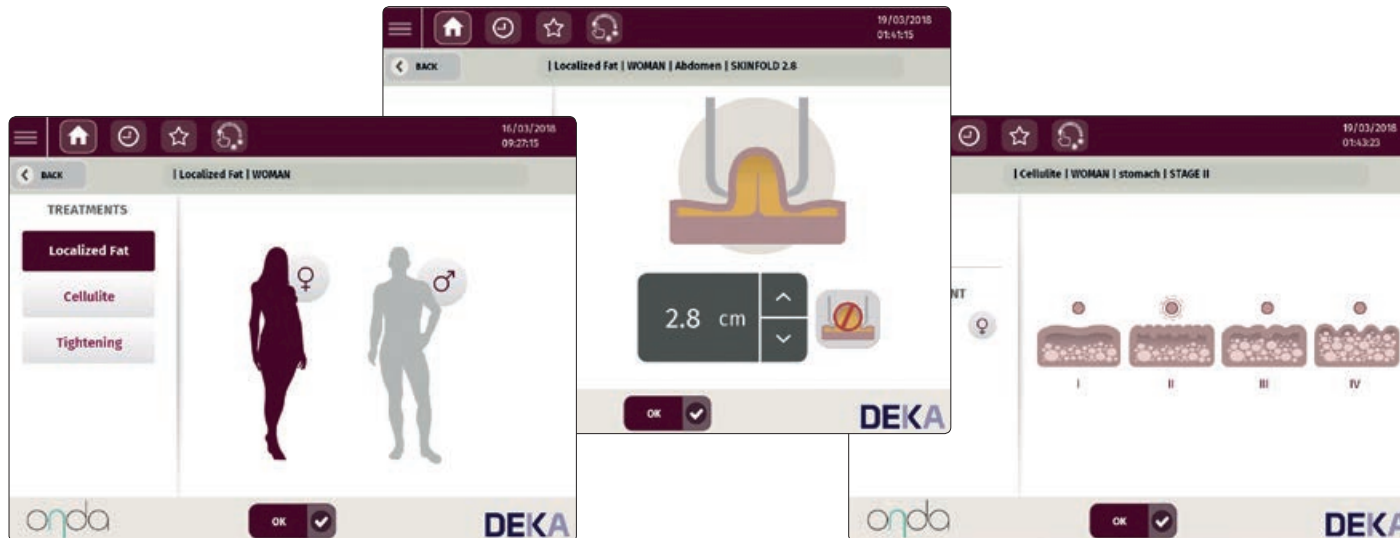 16/03/2018
09:27:15
BACK
| Localized Fat | WOMAN
TREATMENTS
Localized Fat
Cellulite
Tightening
onda
OK
DEKA
19/03/2018
01:41:15
BACK
| Localized Fat | WOMAN | Abdomen | SKINFOLD 2.8
2.8 cm
OK
DEKA
19/03/2018
01:43:23
| Cellulite | WOMAN | stomach | STAGE II
NT
I II III IV
onda
OK
DEKA